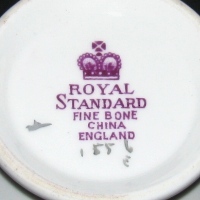 ROYAL
STANDARD
FINE BONE
CHINA
ENGLAND